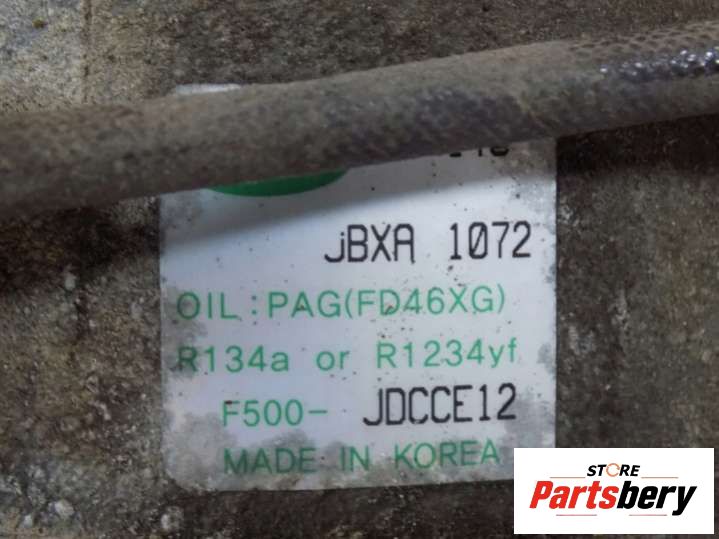 jBXA 1072
OIL : PAG(FD46XG)
R134a or R1234yf
F500- JDCCE12
MADE IN KOREA
STORE
Partsbery